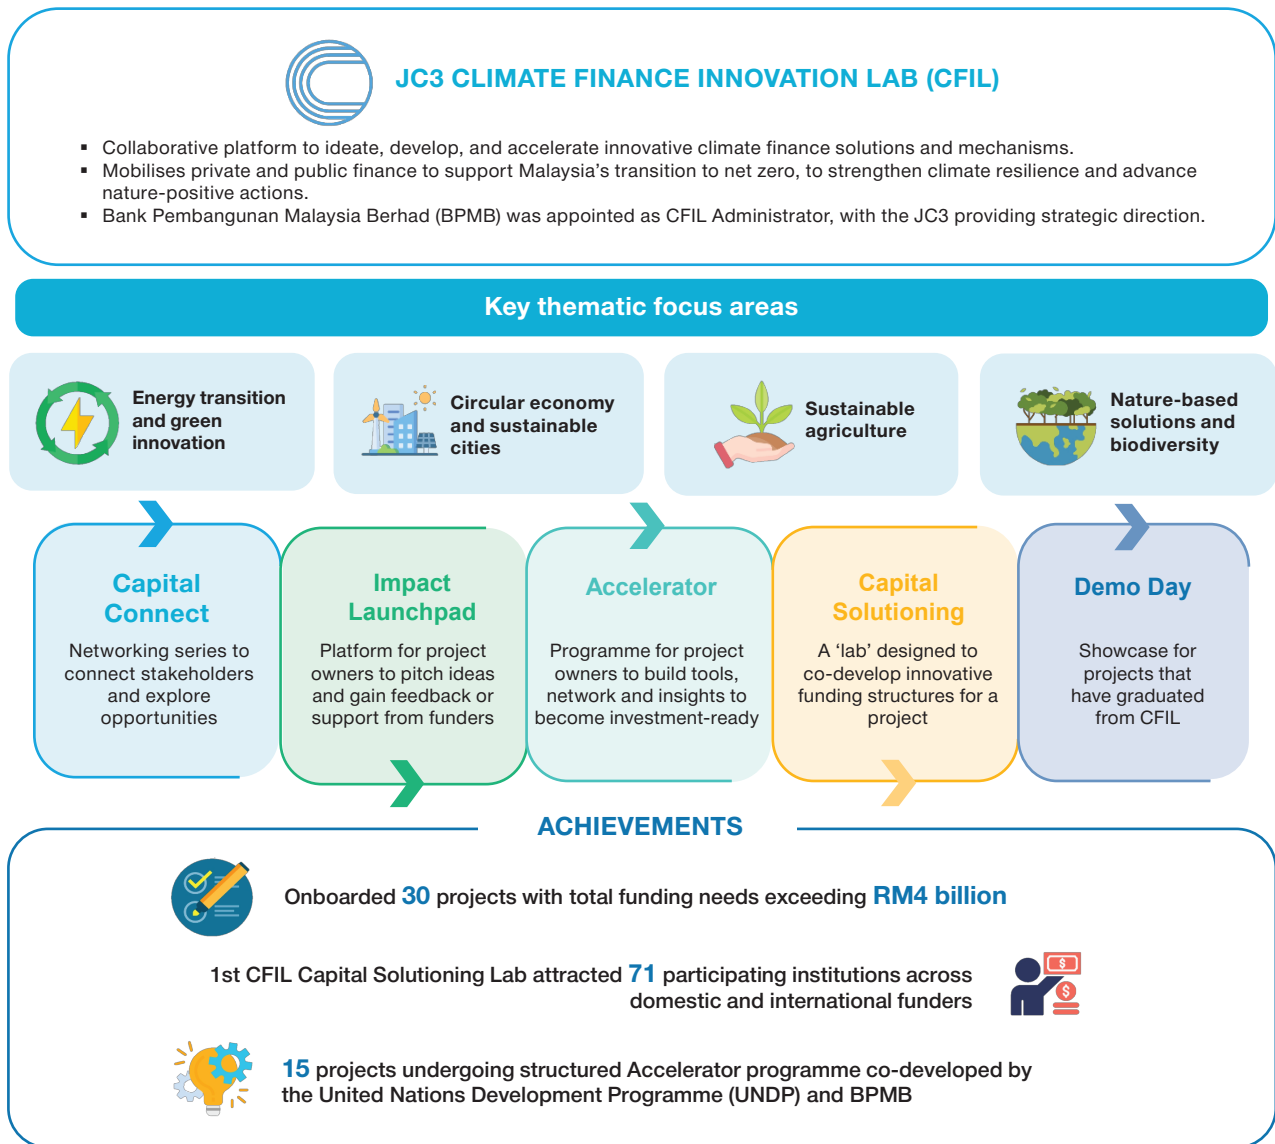 JC3 CLIMATE FINANCE INNOVATION LAB (CFIL)
▪ Collaborative platform to ideate, develop, and accelerate innovative climate finance solutions and mechanisms.
▪ Mobilises private and public finance to support Malaysia's transition to net zero, to strengthen climate resilience and advance
nature-positive actions.
▪ Bank Pembangunan Malaysia Berhad (BPMB) was appointed as CFIL Administrator, with the JC3 providing strategic direction.
Key thematic focus areas
Energy transition
and green
innovation
Circular economy
and sustainable
cities
Sustainable
agriculture
Nature-based
solutions and
biodiversity
Capital
Connect
Networking series to
connect stakeholders
and explore
opportunities
Impact
Launchpad
Platform for project
owners to pitch ideas
and gain feedback or
support from funders
Accelerator
Programme for project
owners to build tools,
network and insights to
become investment-ready
Capital
Solutioning
A ‘lab’ designed to
co-develop innovative
funding structures for a
project
Demo Day
Showcase for
projects that
have graduated
from CFIL
ACHIEVEMENTS
Onboarded 30 projects with total funding needs exceeding RM4 billion
1st CFIL Capital Solutioning Lab attracted 71 participating institutions across
domestic and international funders
$
$
15 projects undergoing structured Accelerator programme co-developed by
the United Nations Development Programme (UNDP) and BPMB